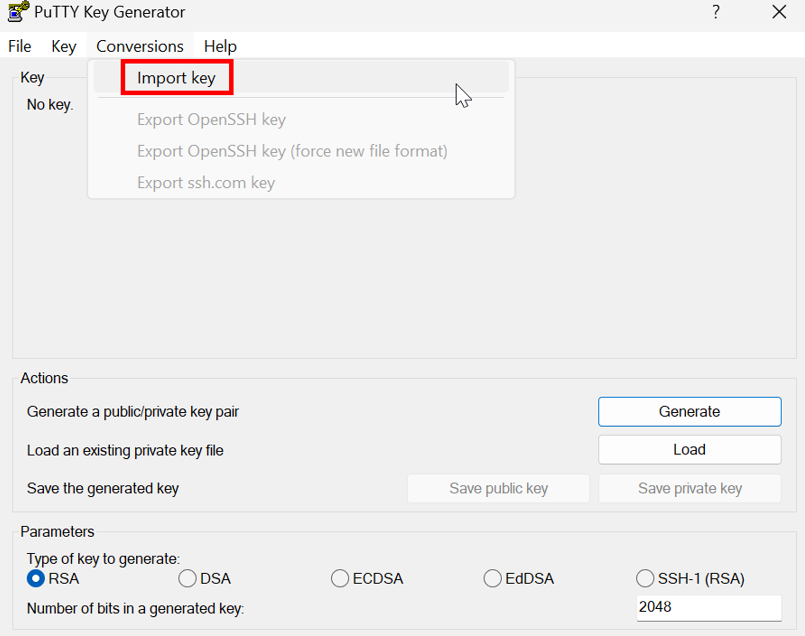 PuTTY Key Generator ?
File Key Conversions Help
Key
Import key
No key.
Export OpenSSH key
Export OpenSSH key (force new file format)
Export ssh.com key
Actions
Generate a public/private key pair Generate
Load an existing private key file Load
Save the generated key Save public key Save private key
Parameters
Type of key to generate:
RSA DSA ECDSA EdDSA SSH-1 (RSA)
Number of bits in a generated key: 2048